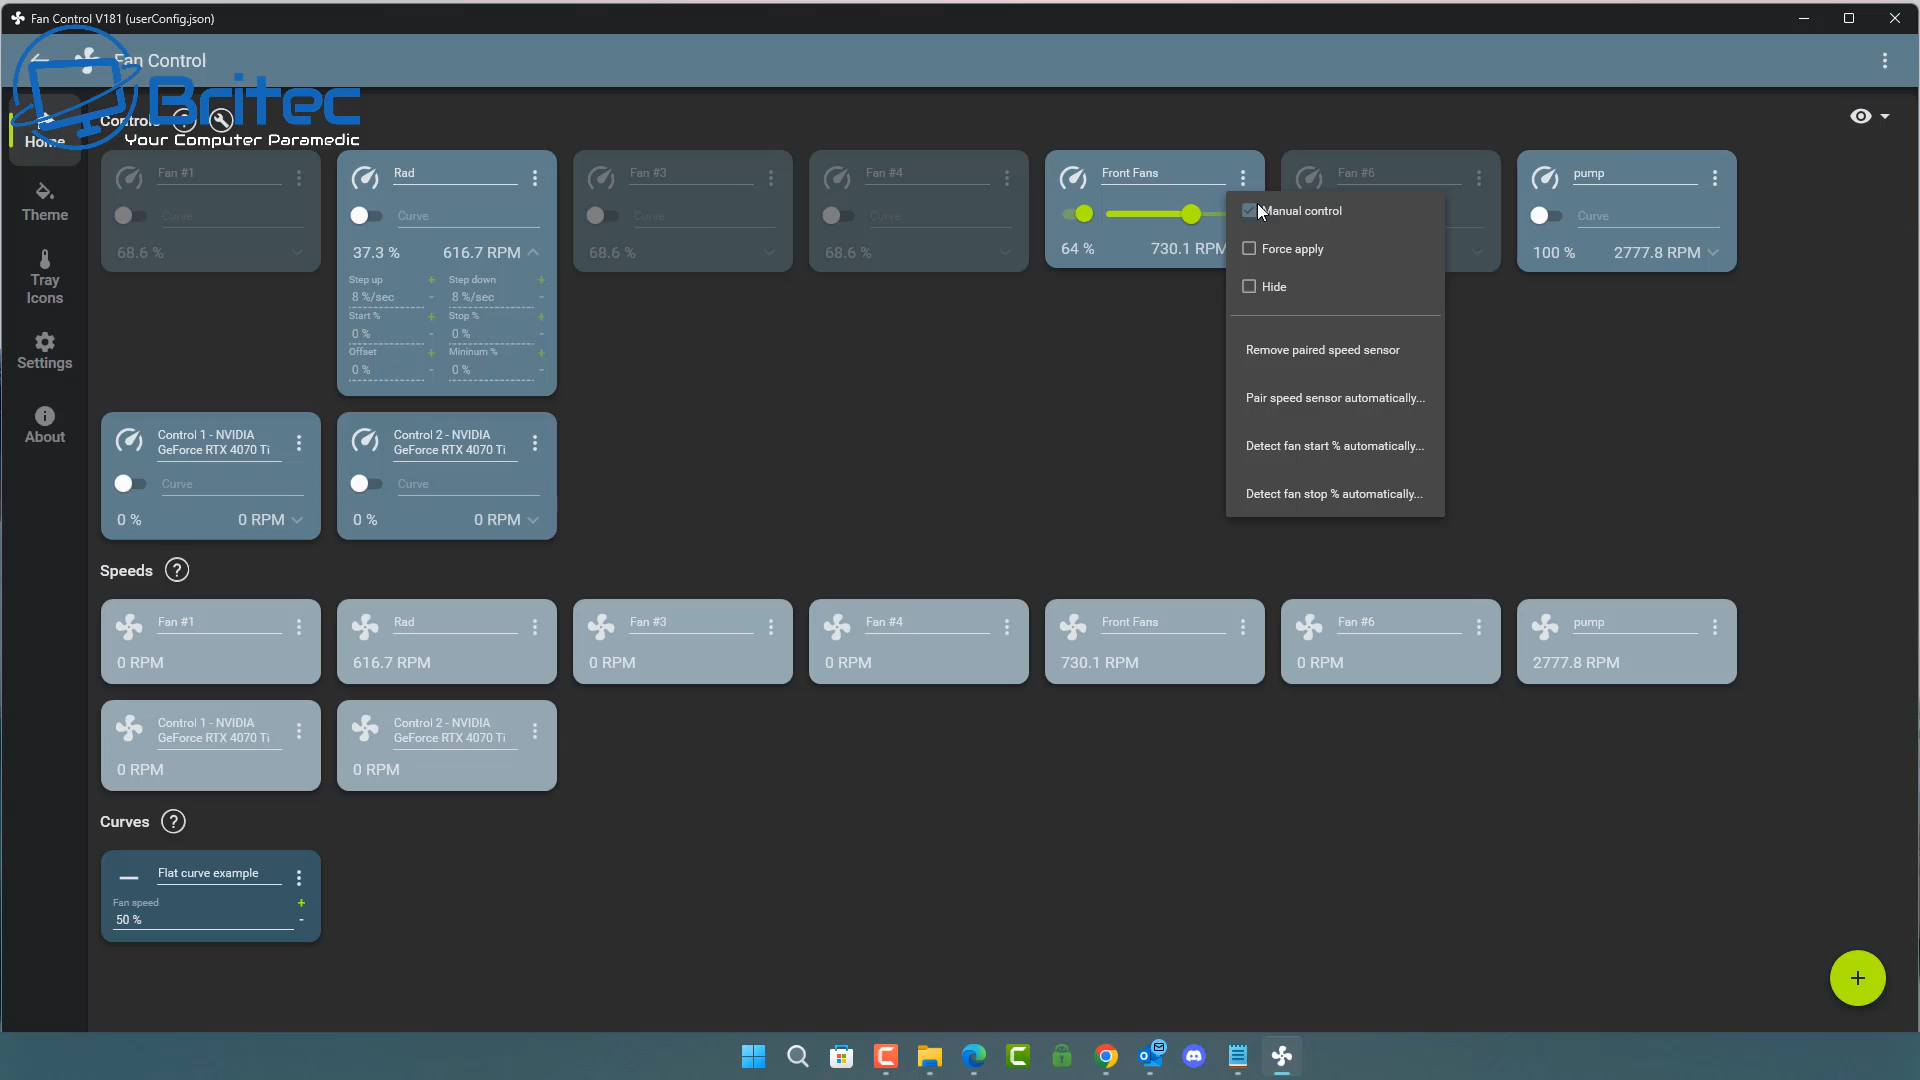 Fan Control V181 (userConfig.json)
Fan Control
Britec
Your Computer Paramedic
Controls
Home
Theme
Tray
Icons
Settings
About
Fan #1
Curve
68.6 %
Rad
Curve
37.3 % 616.7 RPM
Step up + Step down +
8 %/sec - 8 %/sec -
Start % + Stop % +
0 % - 0 % -
Offset + Mininum % +
0 % - 0 % -
Fan #3
Curve
68.6 %
Fan #4
Curve
68.6 %
Front Fans
64 % 730.1 RPM
Fan #6
pump
Curve
100 % 2777.8 RPM
Manual control
Force apply
Hide
Remove paired speed sensor
Pair speed sensor automatically...
Detect fan start % automatically...
Detect fan stop % automatically...
Control 1 - NVIDIA
GeForce RTX 4070 Ti
Curve
0 % 0 RPM
Control 2 - NVIDIA
GeForce RTX 4070 Ti
Curve
0 % 0 RPM
Speeds ?
Fan #1
0 RPM
Rad
616.7 RPM
Fan #3
0 RPM
Fan #4
0 RPM
Front Fans
730.1 RPM
Fan #6
0 RPM
pump
2777.8 RPM
Control 1 - NVIDIA
GeForce RTX 4070 Ti
0 RPM
Control 2 - NVIDIA
GeForce RTX 4070 Ti
0 RPM
Curves ?
Flat curve example
Fan speed +
50 % -
+